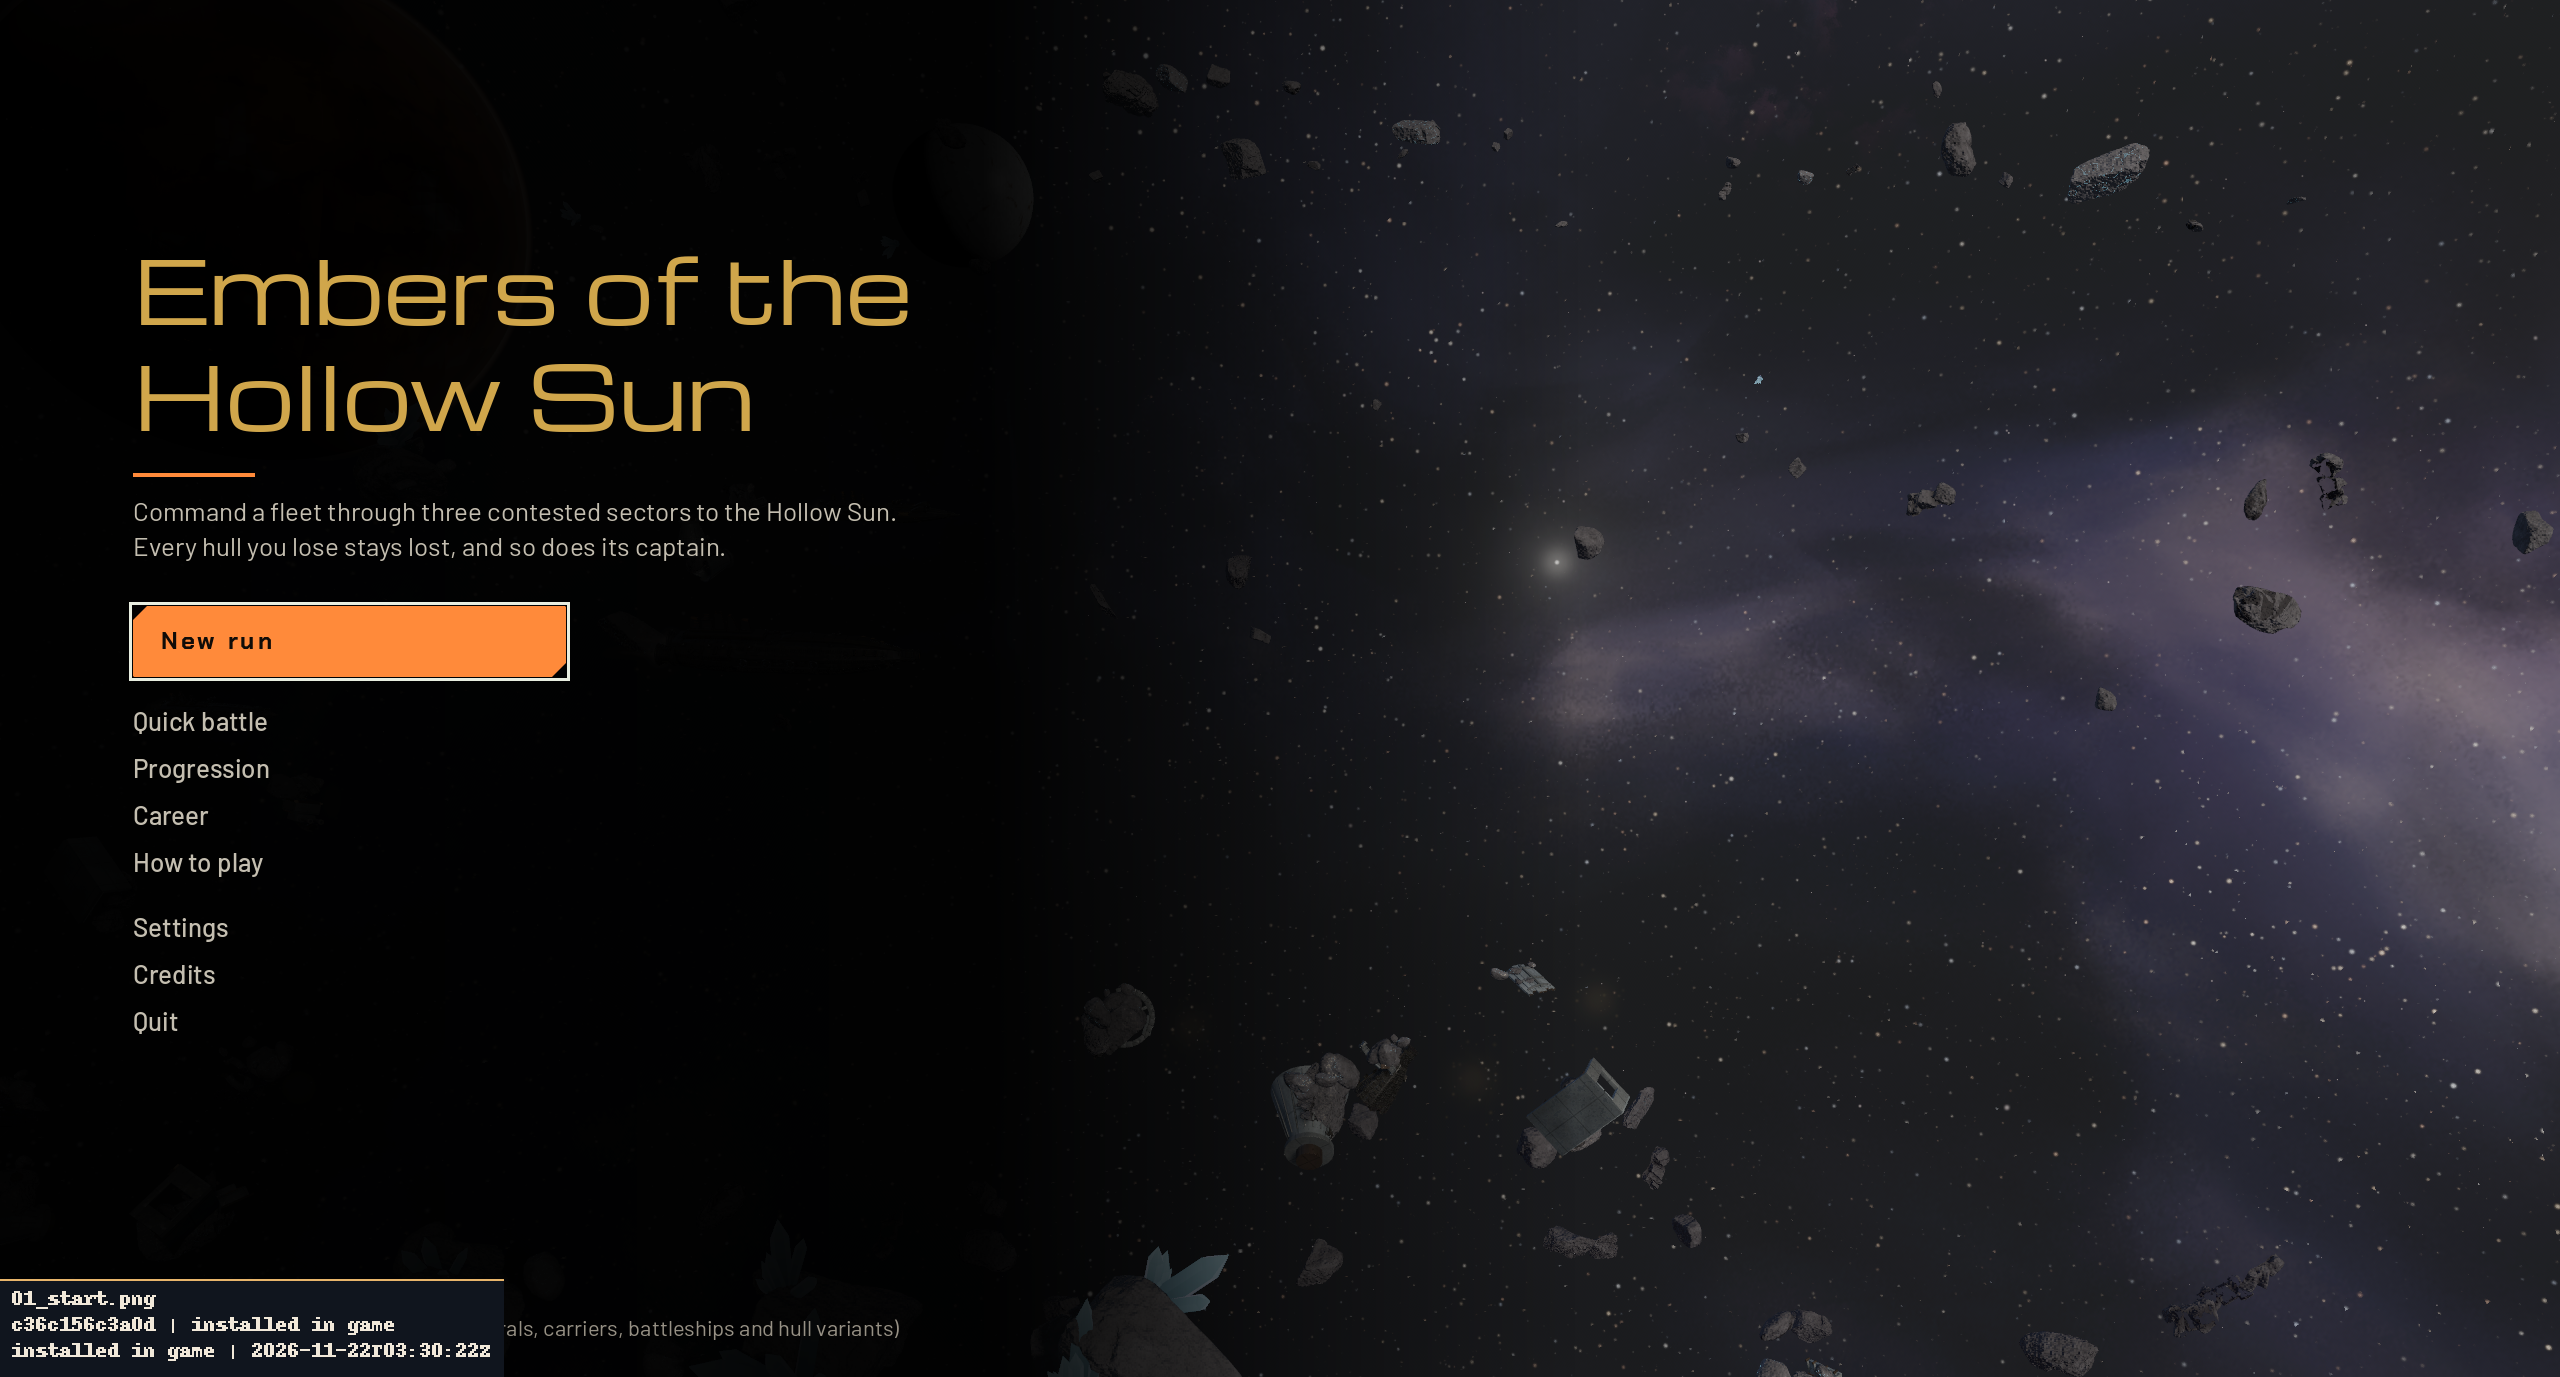 Embers of the
Hollow Sun
Command a fleet through three contested sectors to the Hollow Sun.
Every hull you lose stays lost, and so does its captain.
New run
Quick battle
Progression
Career
How to play
Settings
Credits
Quit
carriers, battleships and hull variants)
01_start.png
c36c156c3a0d | installed in game
installed in game | 2026-11-22T03:30:22Z